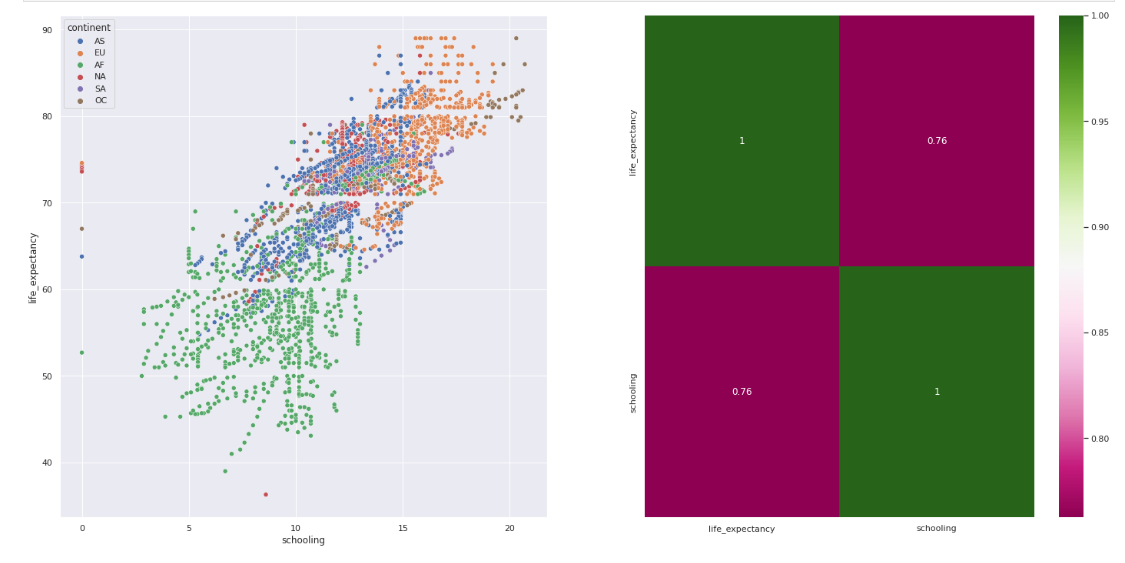 continent
AS
EU
AF
NA
SA
OC
90
80
70
60
50
40
life_expectancy
0
5
10
15
20
schooling
life_expectancy
schooling
1
0.76
0.76
1
life_expectancy
schooling
1.00
0.95
0.90
0.85
0.80